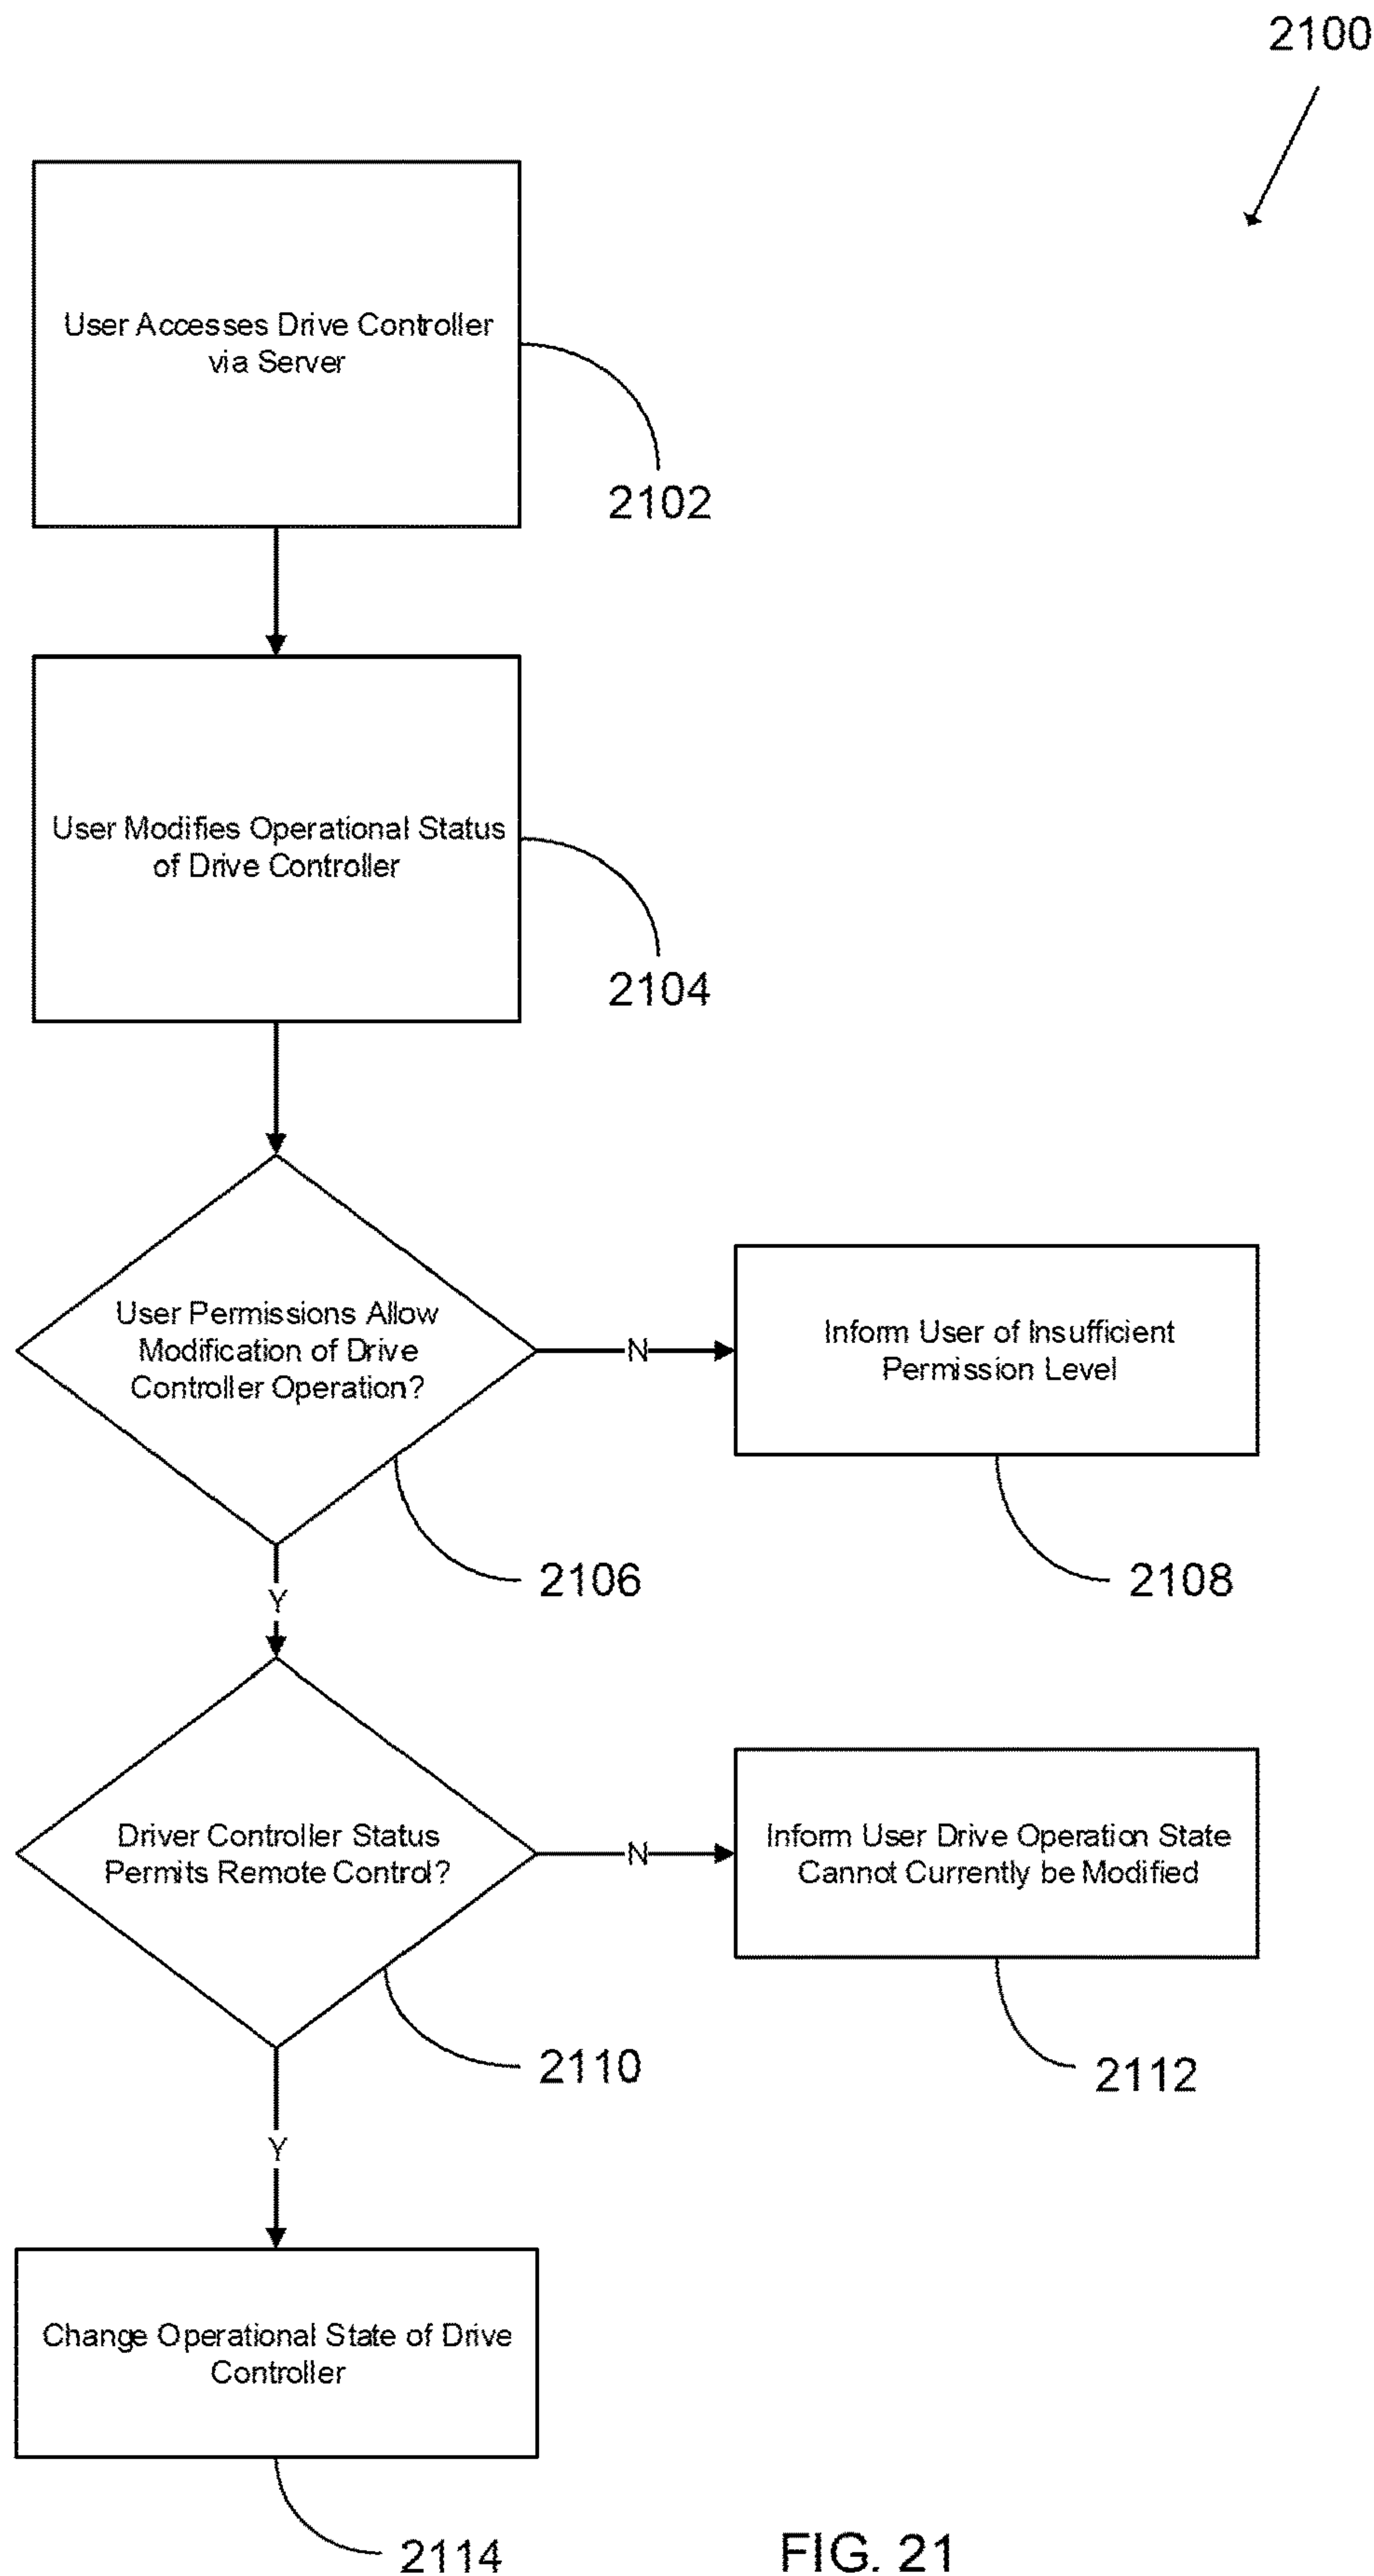 2100
User Accesses Drive Controller
via Server
2102
User Modifies Operational Status
of Drive Controller
2104
User Permissions Allow
Modification of Drive
Controller Operation?
N
Inform User of Insufficient
Permission Level
2106
2108
Y
Driver Controller Status
Permits Remote Control?
N
Inform User Drive Operation State
Cannot Currently be Modified
2110
2112
Y
Change Operational State of Drive
Controller
2114
FIG. 21